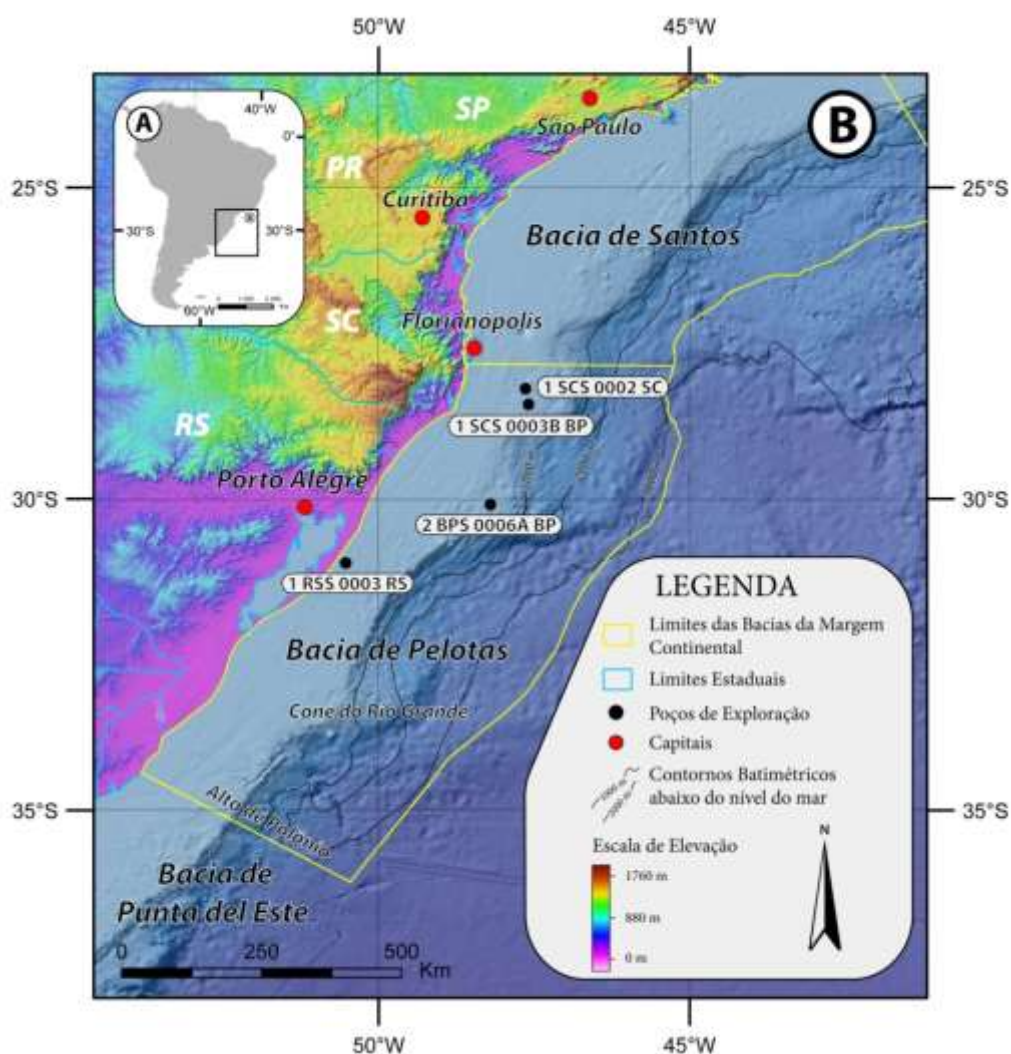 50°W
45°W
A
40°W
0°
30°S
30°S
60°W
B
SP
São Paulo
PR
25°S
25°S
Curitiba
Bacia de Santos
SC
Florianópolis
1 SCS 0002 SC
1 SCS 0003B BP
RS
Porto Alegre
30°S
30°S
2 BPS 0006A BP
1 RSS 0003 RS
Bacia de Pelotas
Cone do Rio Grande
LEGENDA
Limites das Bacias da Margem
Continental
Limites Estaduais
Poços de Exploração
Capitais
Contornos Batimétricos
abaixo do nível do mar
35°S
35°S
Alto de Polonio
Bacia de
Punta del Este
Escala de Elevação
1760 m
880 m
0 m
N
0
250
500
Km
50°W
45°W